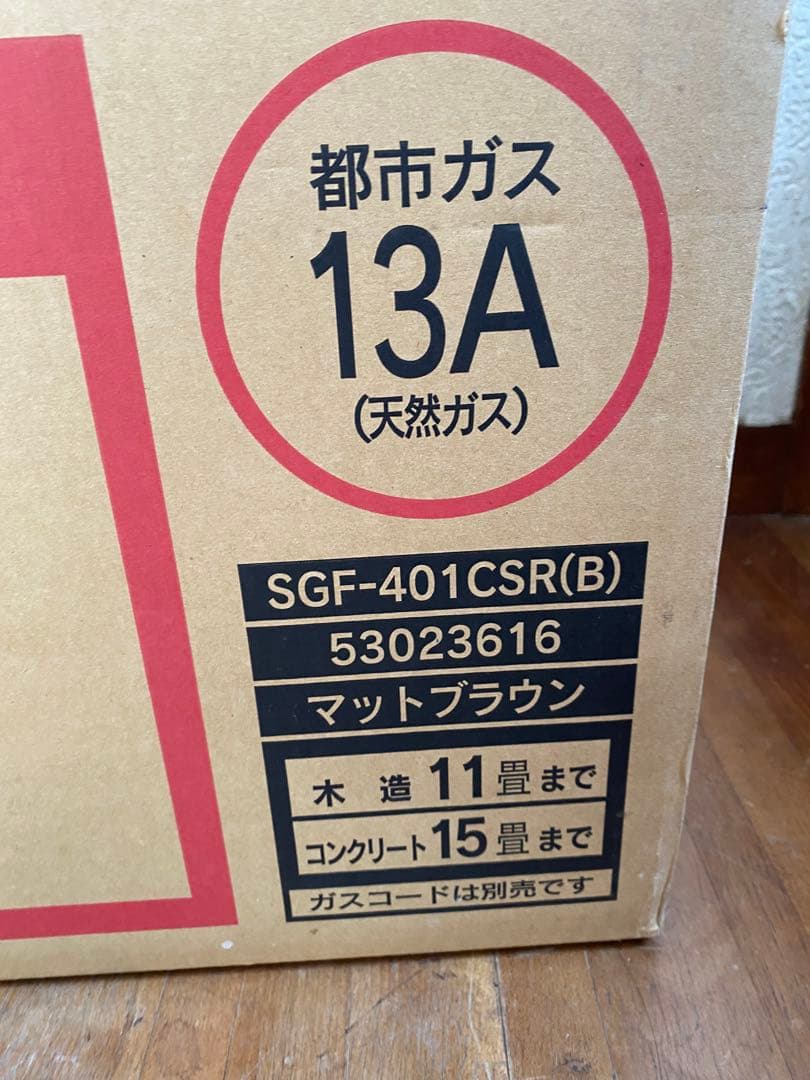 都市ガス
13A
(天然ガス)
SGF-401CSR(B)
53023616
マットブラウン
木 造 11畳まで
コンクリート15畳まで
ガスコードは別売です